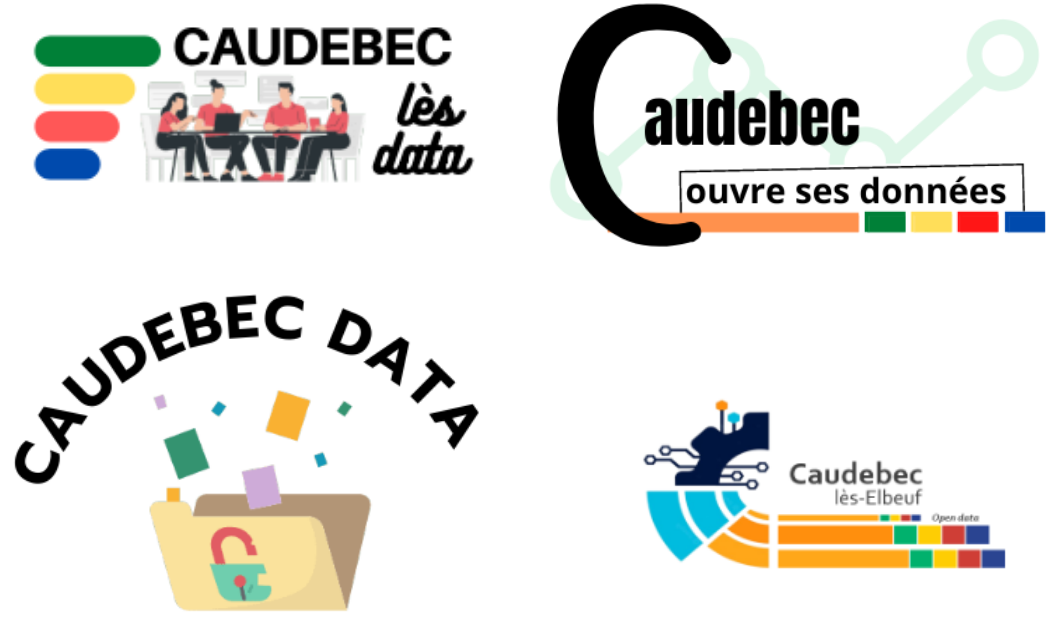 CAUDEBEC
lès
data
Caudebec
ouvre ses données
CAUDEBEC DATA
Caudebec
lès-Elbeuf
Open data